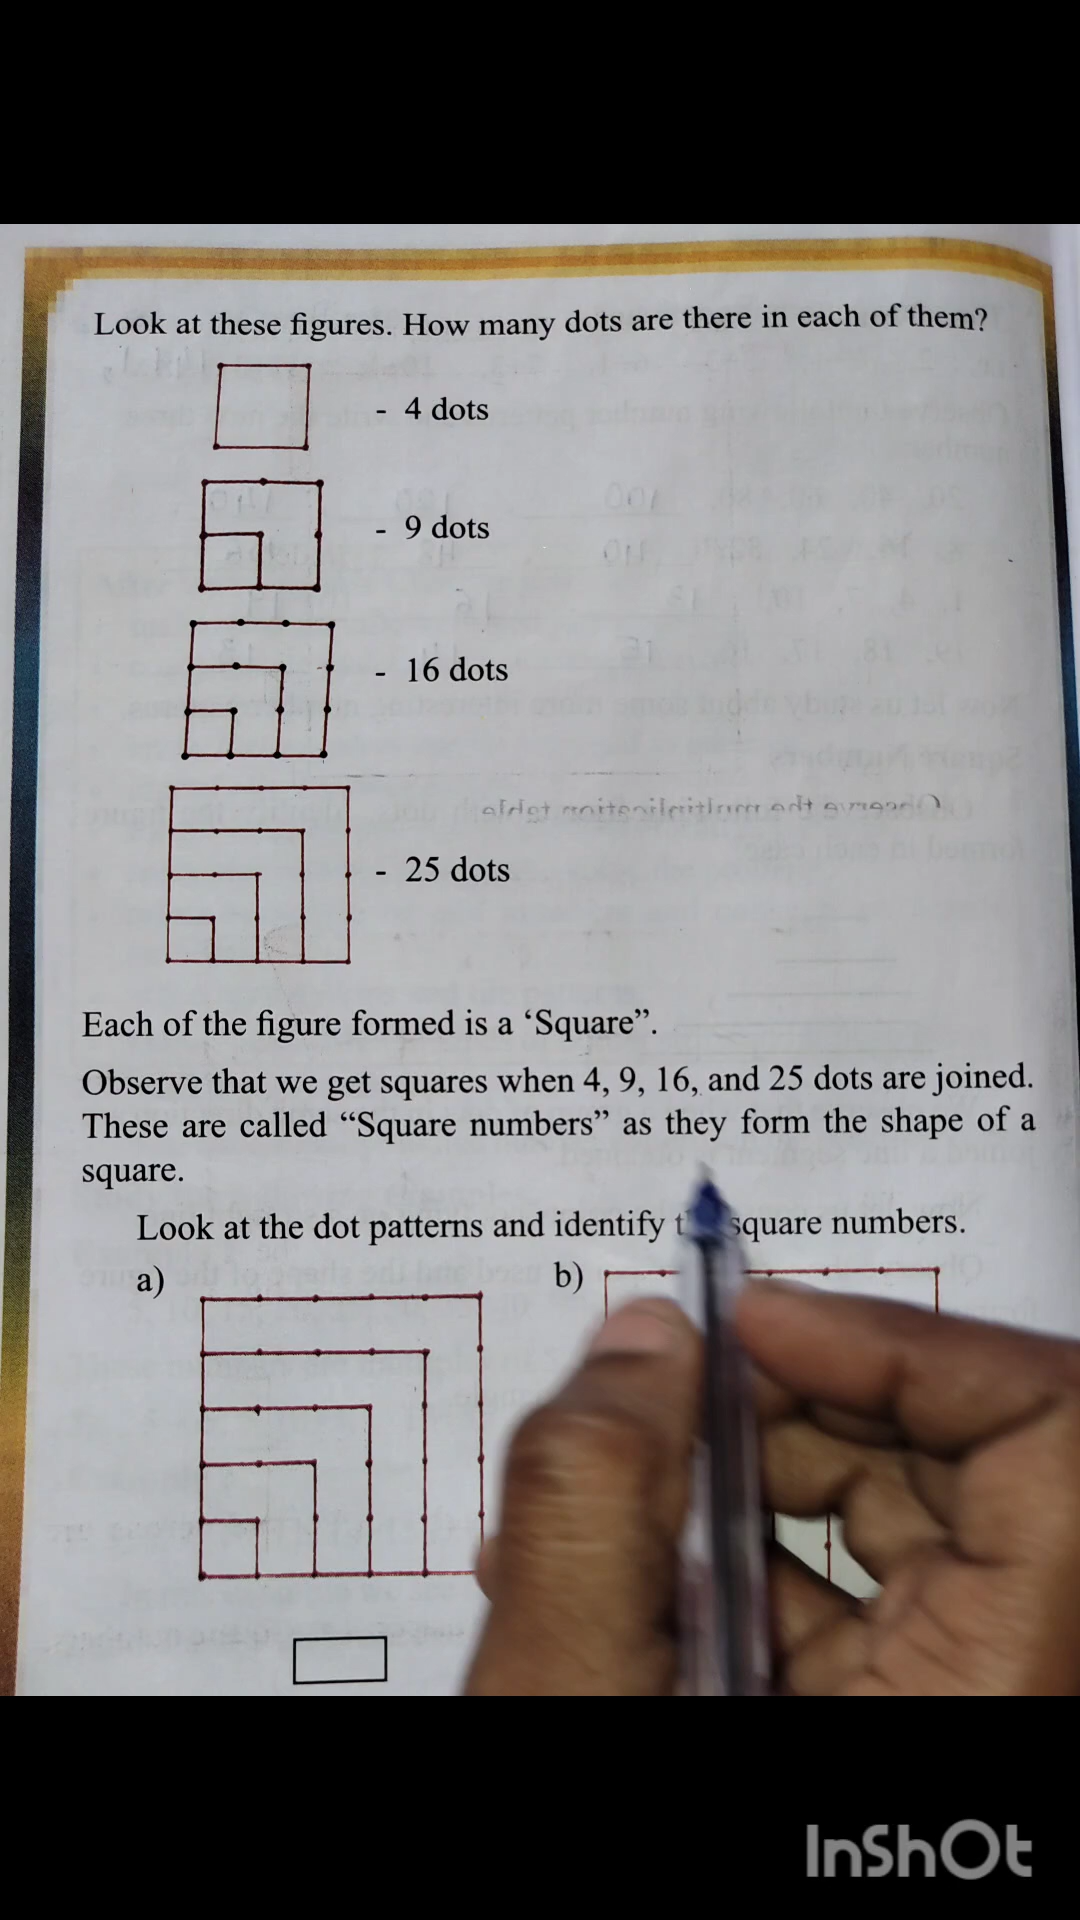 Look at these figures. How many dots are there in each of them?
- 4 dots
- 9 dots
- 16 dots
- 25 dots
Each of the figure formed is a ‘Square”.
Observe that we get squares when 4, 9, 16, and 25 dots are joined.
These are called “Square numbers” as they form the shape of a
square.
Look at the dot patterns and identify square numbers.
a) b)
InShOt